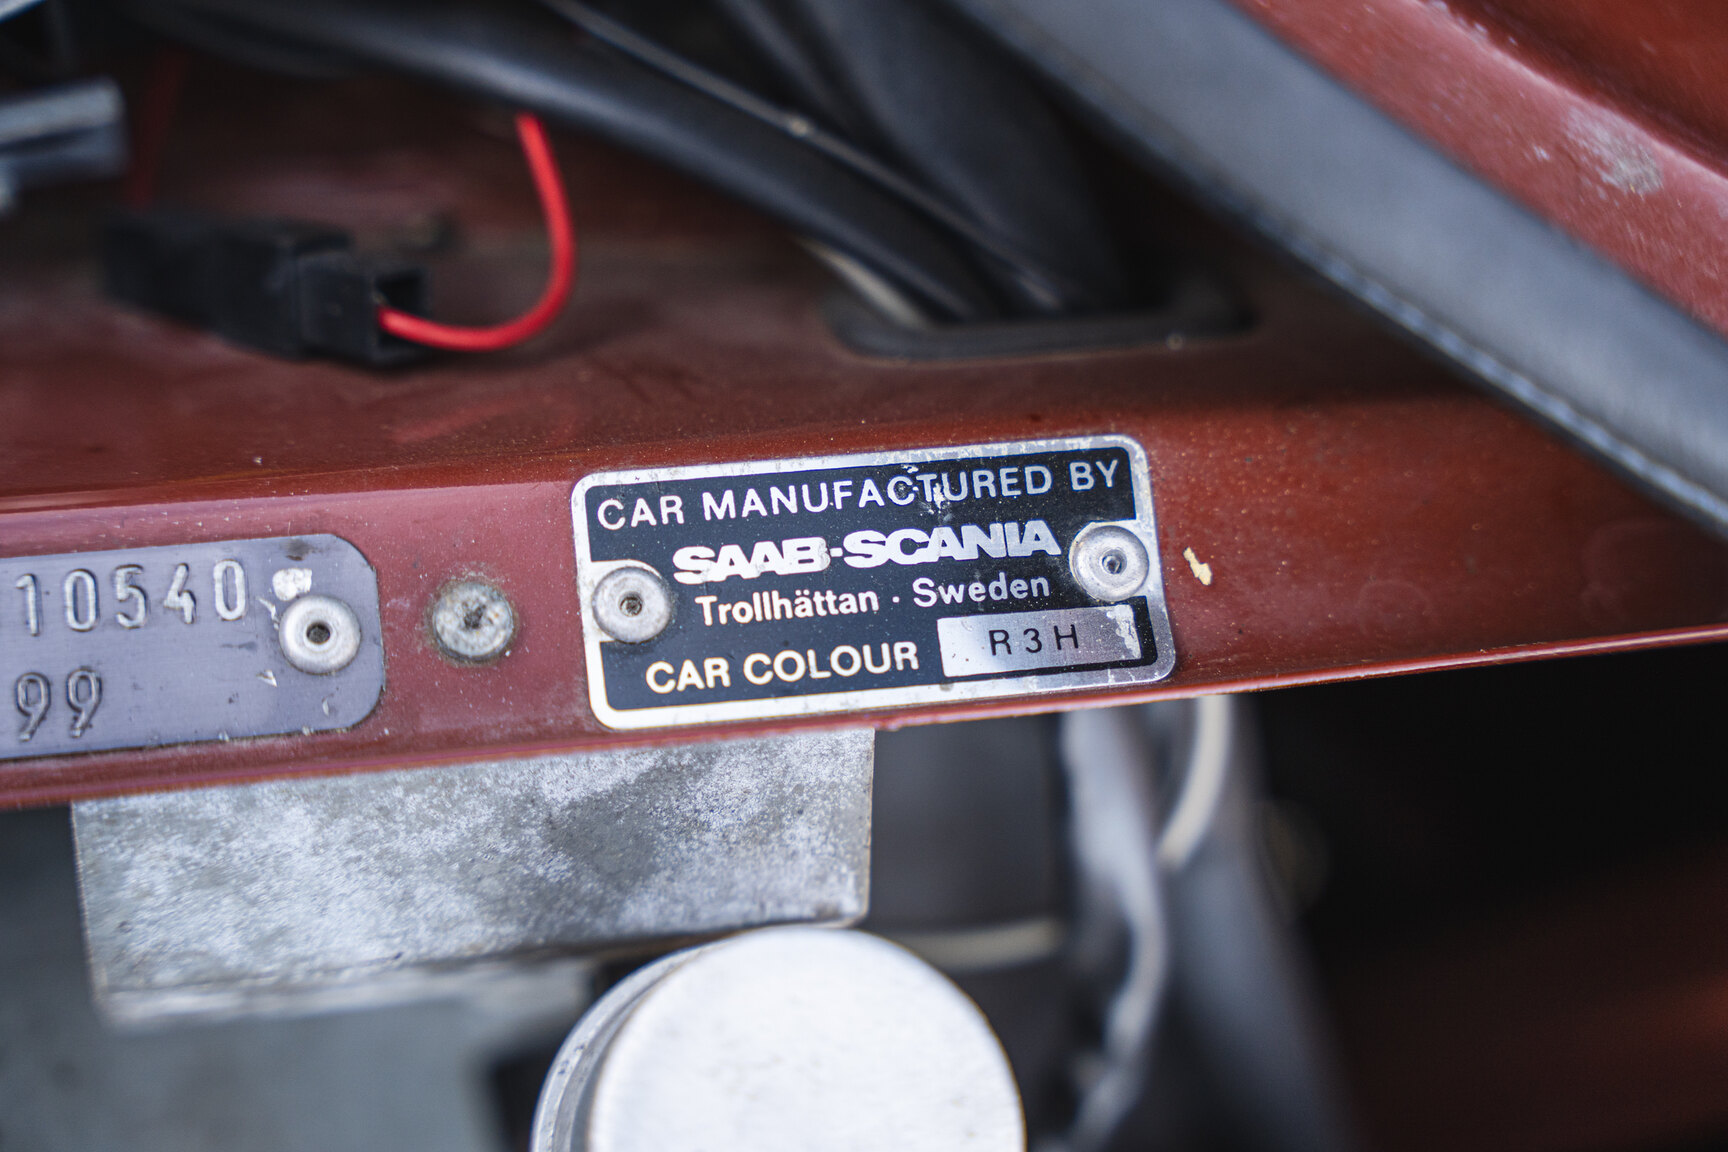 10540
99
CAR MANUFACTURED BY
SAAB-SCANIA
Trollhättan · Sweden
CAR COLOUR R3H